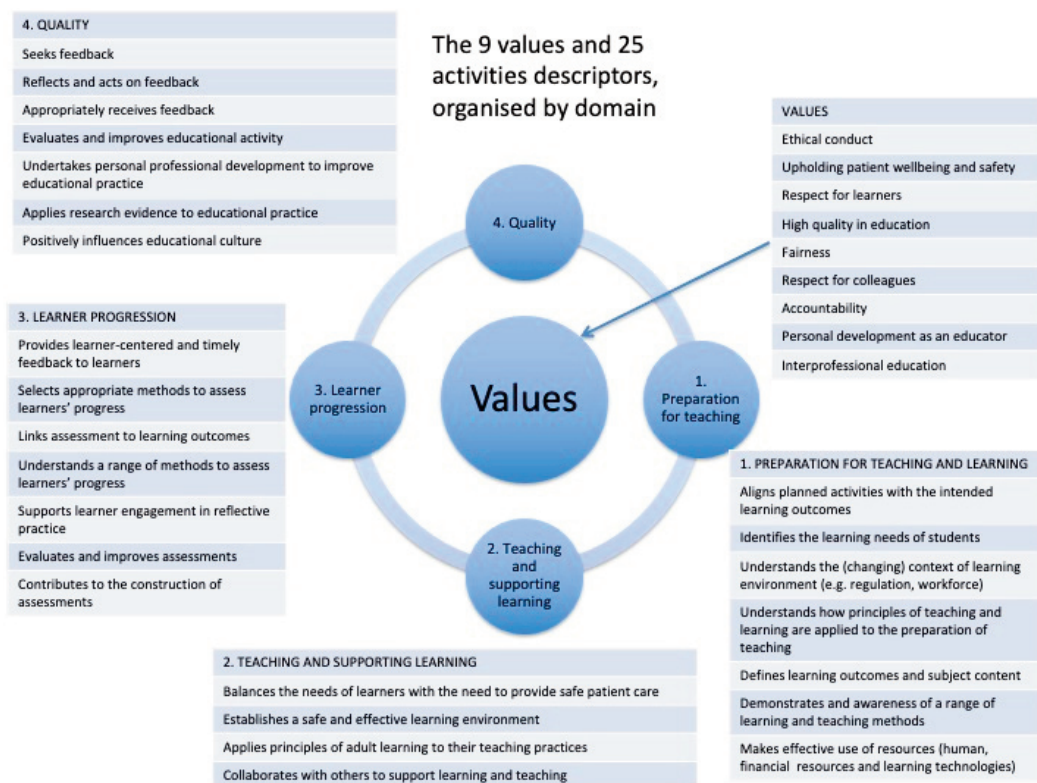 4. QUALITY
Seeks feedback
Reflects and acts on feedback
Appropriately receives feedback
Evaluates and improves educational activity
Undertakes personal professional development to improve
educational practice
Applies research evidence to educational practice
Positively influences educational culture
The 9 values and 25
activities descriptors,
organised by domain
VALUES
Ethical conduct
Upholding patient wellbeing and safety
Respect for learners
High quality in education
Fairness
Respect for colleagues
Accountability
Personal development as an educator
Interprofessional education
4. Quality
3. Learner
progression
Values
1.
Preparation
for teaching
2. Teaching
and
supporting
learning
3. LEARNER PROGRESSION
Provides learner-centered and timely
feedback to learners
Selects appropriate methods to assess
learners' progress
Links assessment to learning outcomes
Understands a range of methods to assess
learners' progress
Supports learner engagement in reflective
practice
Evaluates and improves assessments
Contributes to the construction of
assessments
1. PREPARATION FOR TEACHING AND LEARNING
Aligns planned activities with the intended
learning outcomes
Identifies the learning needs of students
Understands the (changing) context of learning
environment (e.g. regulation, workforce)
Understands how principles of teaching and
learning are applied to the preparation of
teaching
Defines learning outcomes and subject content
Demonstrates and awareness of a range of
learning and teaching methods
Makes effective use of resources (human,
financial resources and learning technologies)
2. TEACHING AND SUPPORTING LEARNING
Balances the needs of learners with the need to provide safe patient care
Establishes a safe and effective learning environment
Applies principles of adult learning to their teaching practices
Collaborates with others to support learning and teaching